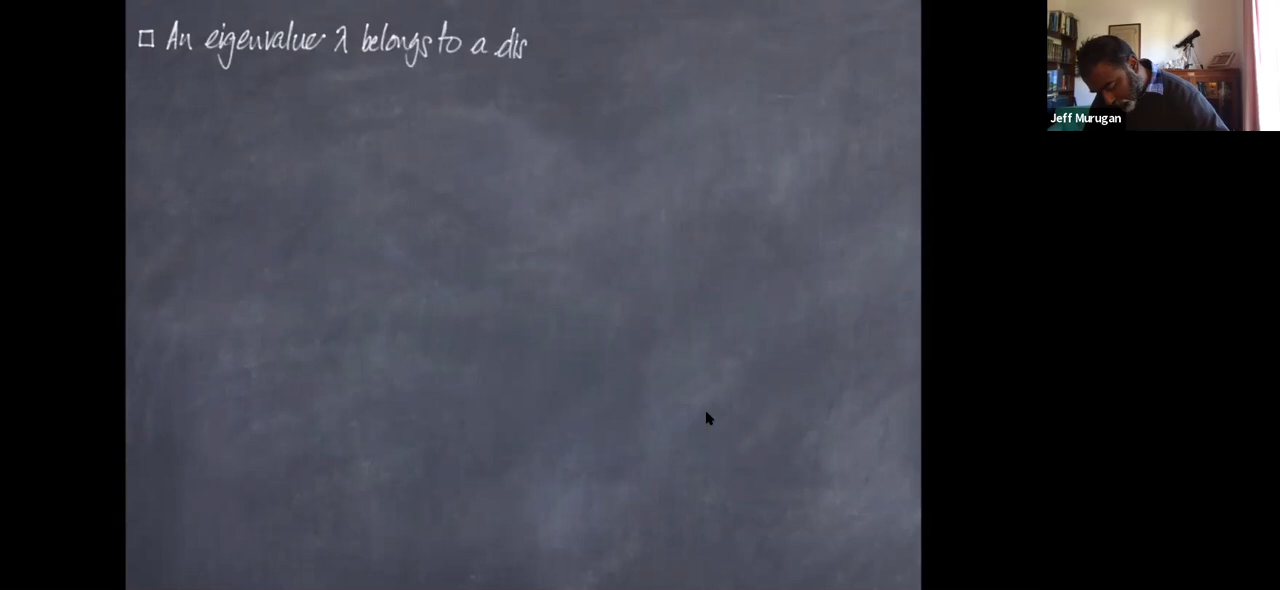 □ An eigenvalue λ belongs to a dis
Jeff Murugan